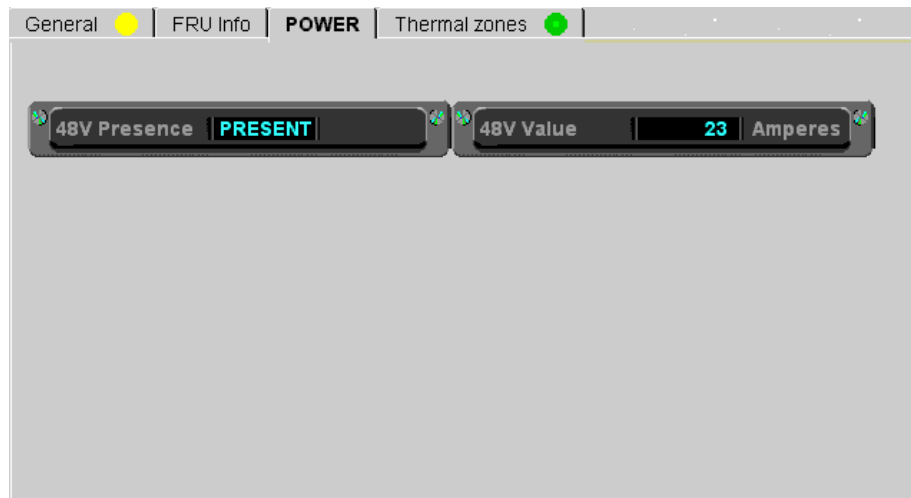 General FRU Info POWER Thermal zones
48V Presence PRESENT 48V Value 23 Amperes